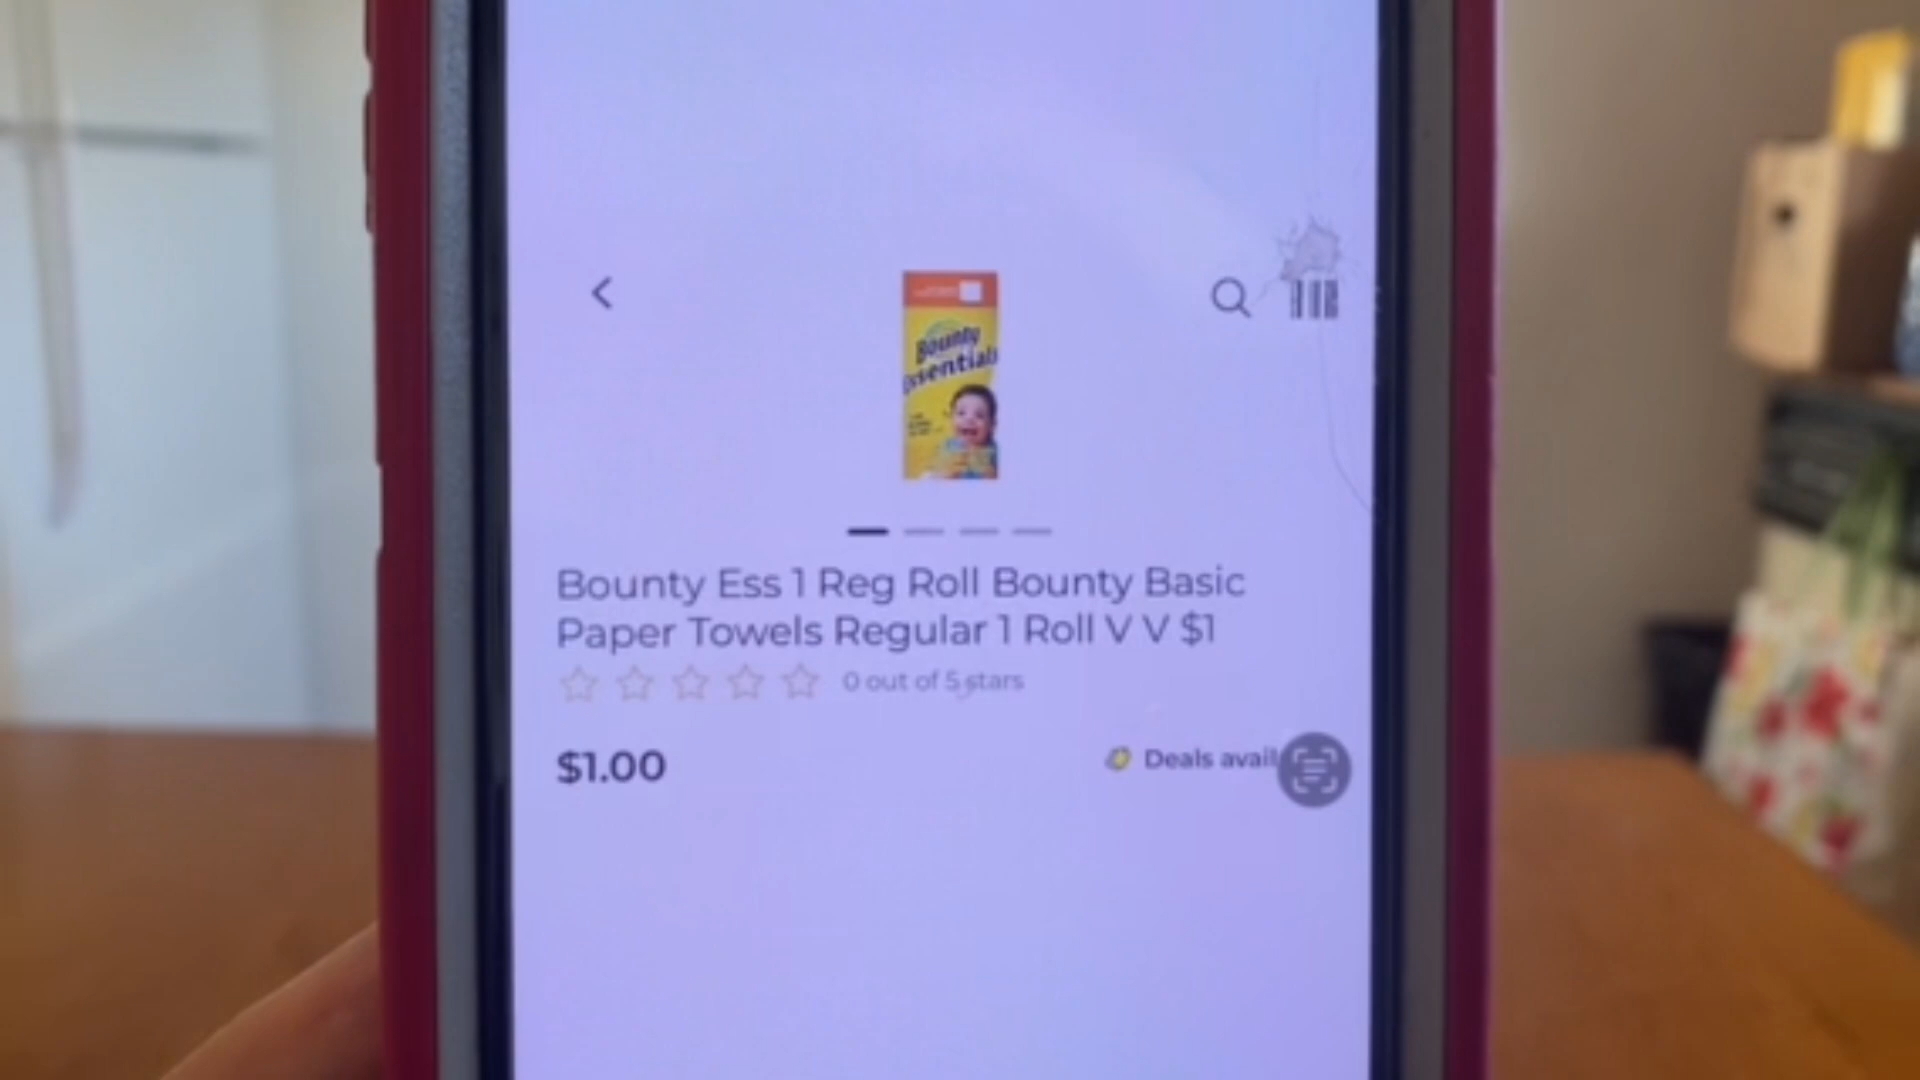 Bounty
Essentials
Bounty Ess 1 Reg Roll Bounty Basic
Paper Towels Regular 1 Roll V V $1
0 out of 5 stars
$1.00
Deals avail